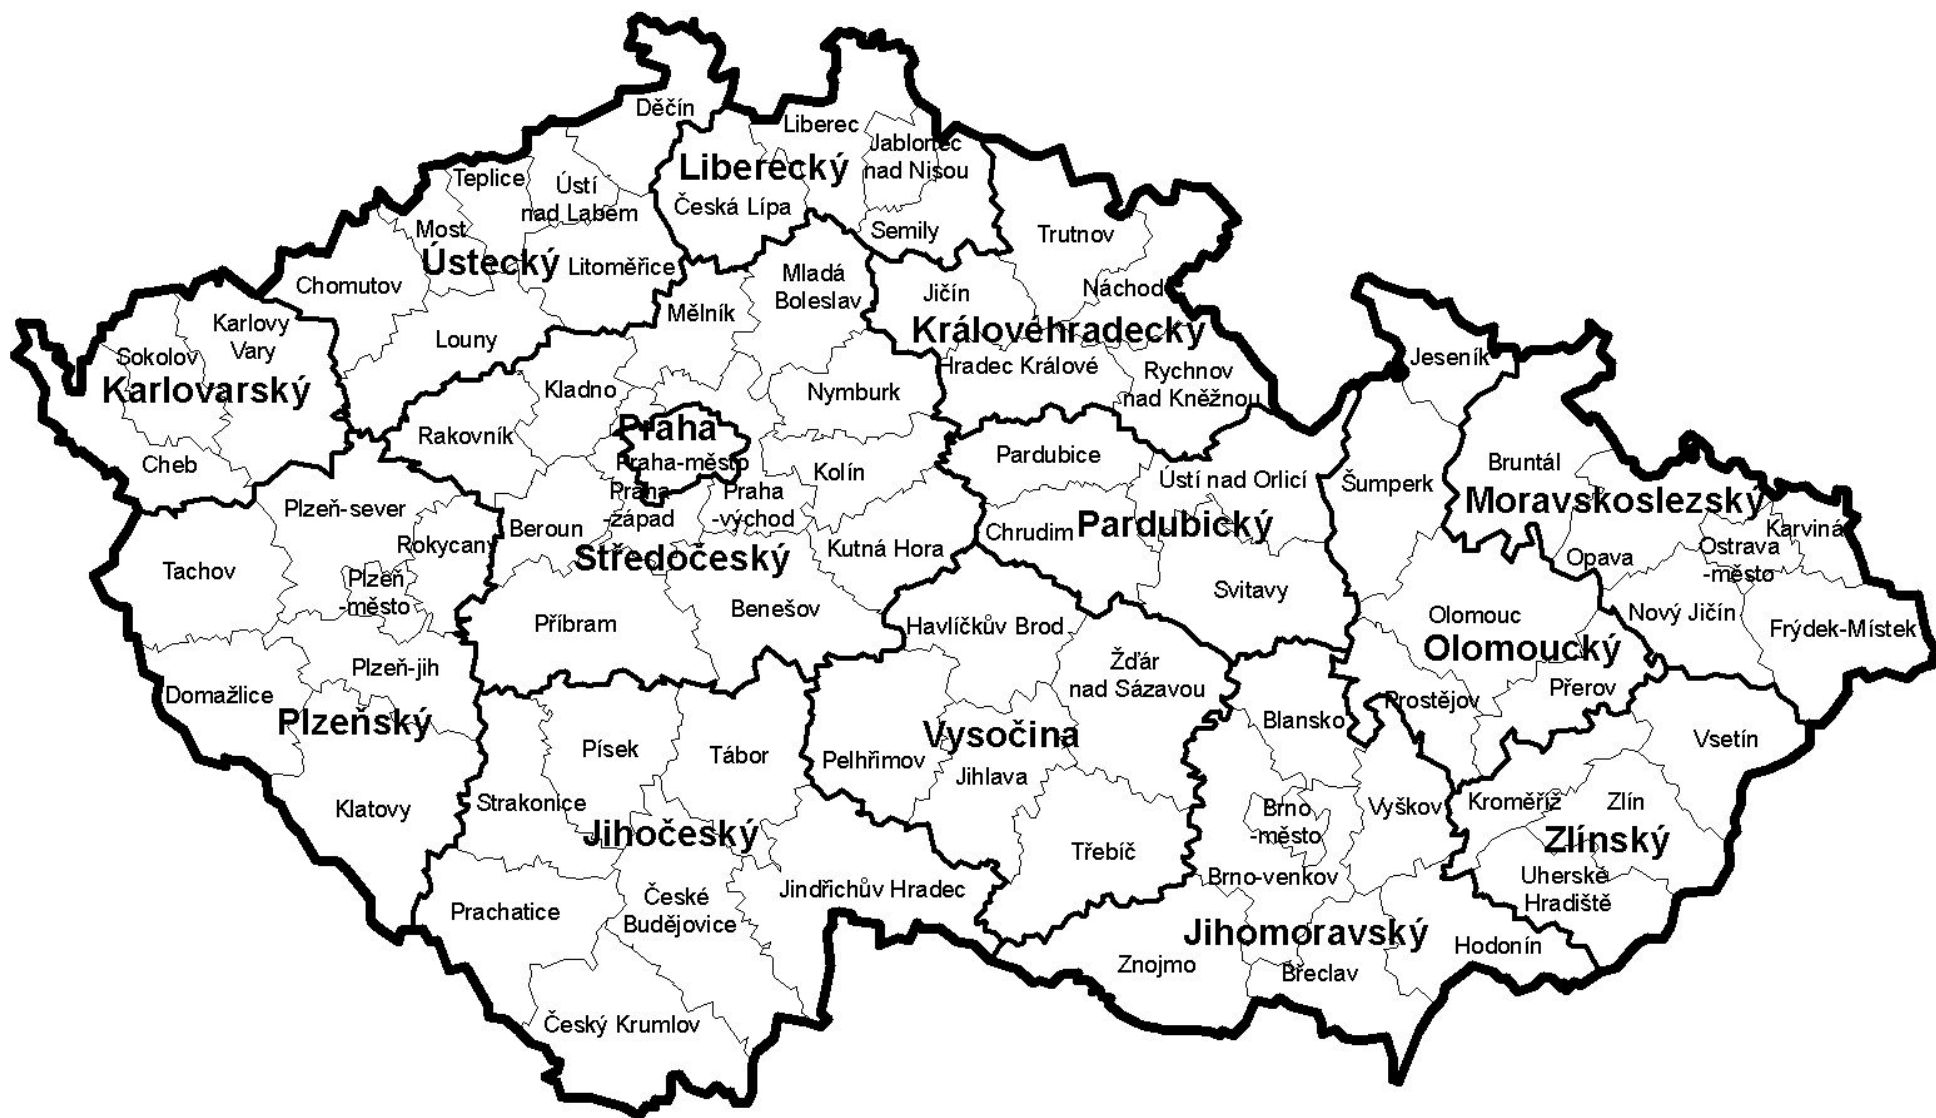 Děčín
Liberec
Jablonec
nad Nisou
Liberecký
Česká Lípa
Semily
Teplice
Ústí
nad Labem
Most
Ústecký
Litoměřice
Chomutov
Louny
Trutnov
Náchod
Jičín
Královéhradecký
Hradec Králové
Rychnov
nad Kněžnou
Mladá
Boleslav
Mělník
Karlovy
Vary
Sokolov
Karlovarský
Cheb
Kladno
Rakovník
Nymburk
Praha
Praha-město
Praha
-západ
Praha
-východ
Kolín
Beroun
Středočeský
Kutná Hora
Benešov
Příbram
Pardubice
Ústí nad Orlicí
Chrudim
Pardubický
Svitavy
Jeseník
Šumperk
Bruntál
Moravskoslezský
Karviná
Ostrava
-město
Opava
Nový Jičín
Frýdek-Místek
Olomouc
Olomoucký
Přerov
Prostějov
Plzeň-sever
Rokycany
Tachov
Plzeň
-město
Plzeň-jih
Domažlice
Plzeňský
Klatovy
Havlíčkův Brod
Žďár
nad Sázavou
Vysočina
Pelhřimov
Jihlava
Třebíč
Písek
Tábor
Strakonice
Jihočeský
Jindřichův Hradec
Prachatice
České
Budějovice
Český Krumlov
Blansko
Brno
-město
Vyškov
Brno-venkov
Jihomoravský
Hodonín
Znojmo
Břeclav
Vsetín
Kroměříž
Zlín
Zlínský
Uherské
Hradiště